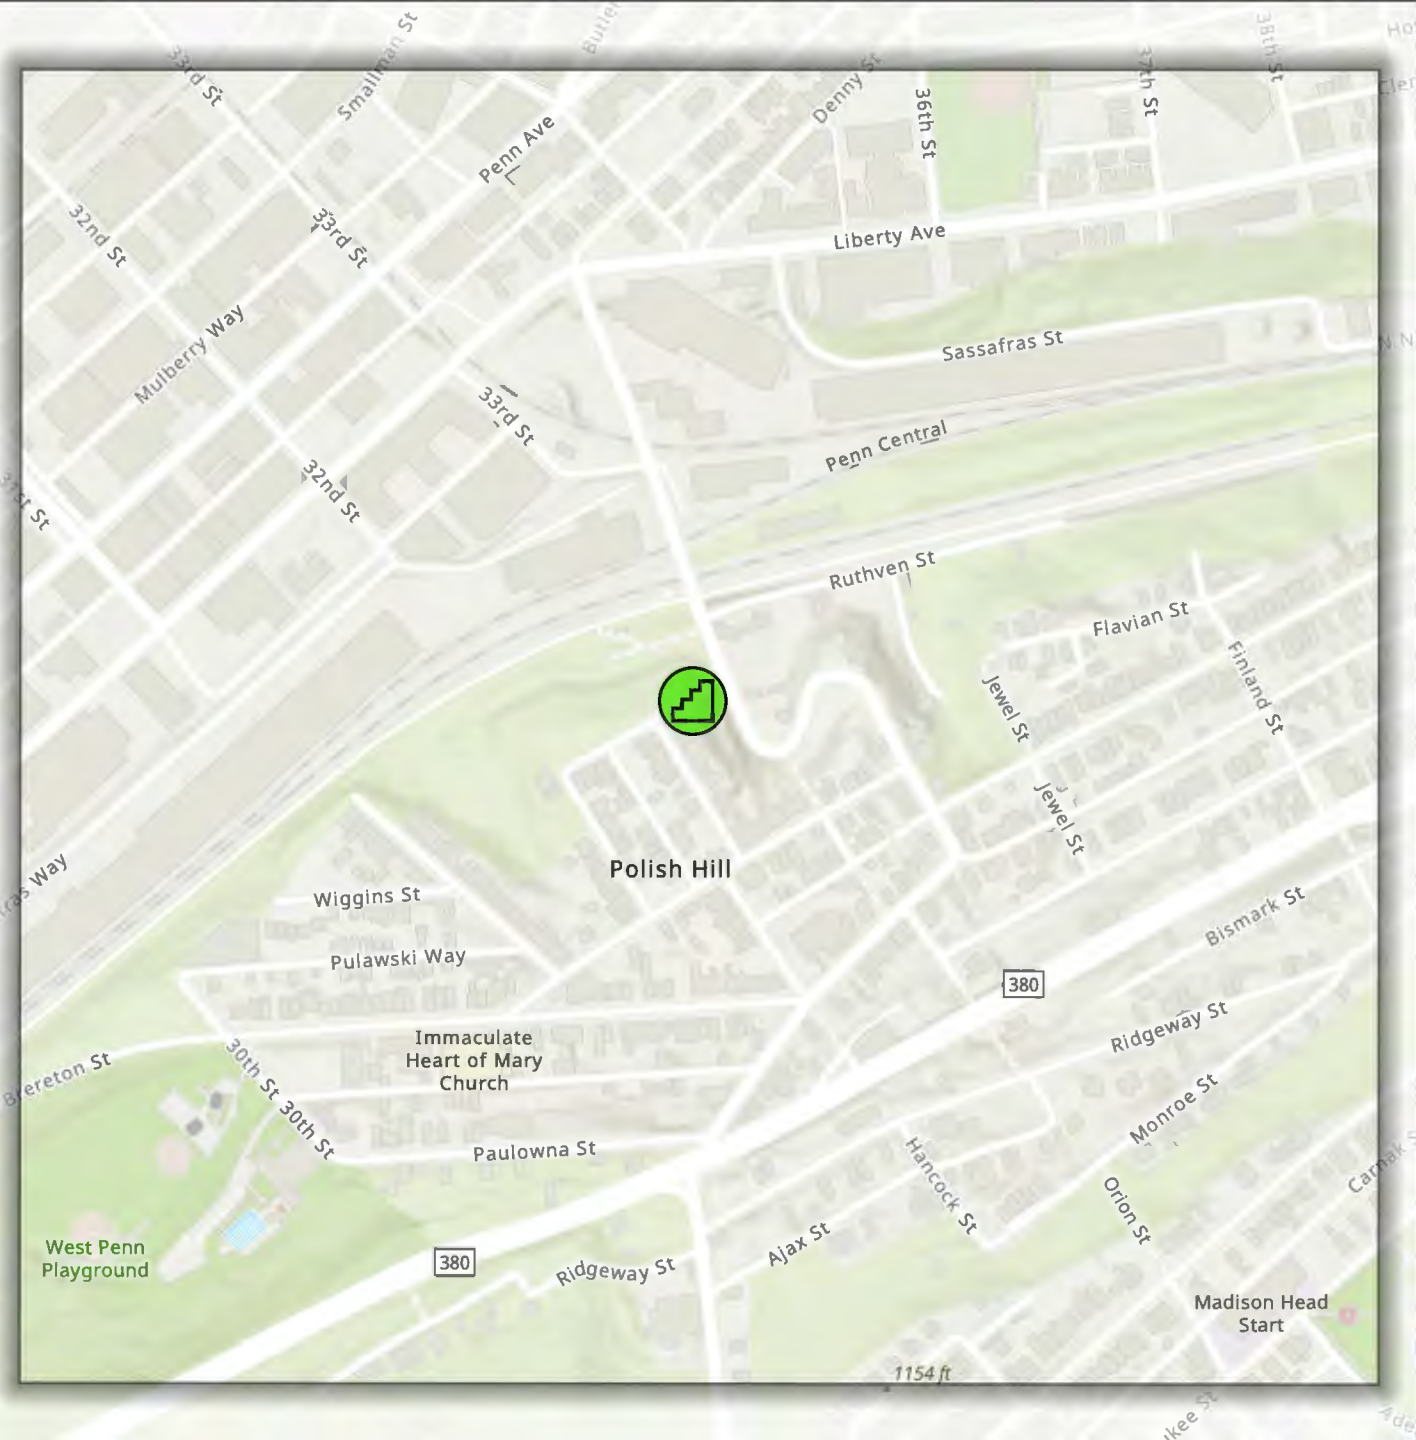 33rd St
Smallman St
Butler
38th St
37th St
Denny St
36th St
Penn Ave
32nd St
33rd St
Liberty Ave
Mulberry Way
Sassafras St
33rd St
Penn Central
32nd St
31st St
Ruthven St
Flavian St
Finland St
Jewel St
Jewel St
Polish Hill
Wiggins St
Bismark St
Pulawski Way
380
Immaculate
Heart of Mary
Church
Ridgeway St
Brereton St
30th St
30th St
Monroe St
Paulowna St
Hancock St
Carnak S
Orion St
West Penn
Playground
Ajax St
380
Ridgeway St
Madison Head
Start
1154 ft
kee St